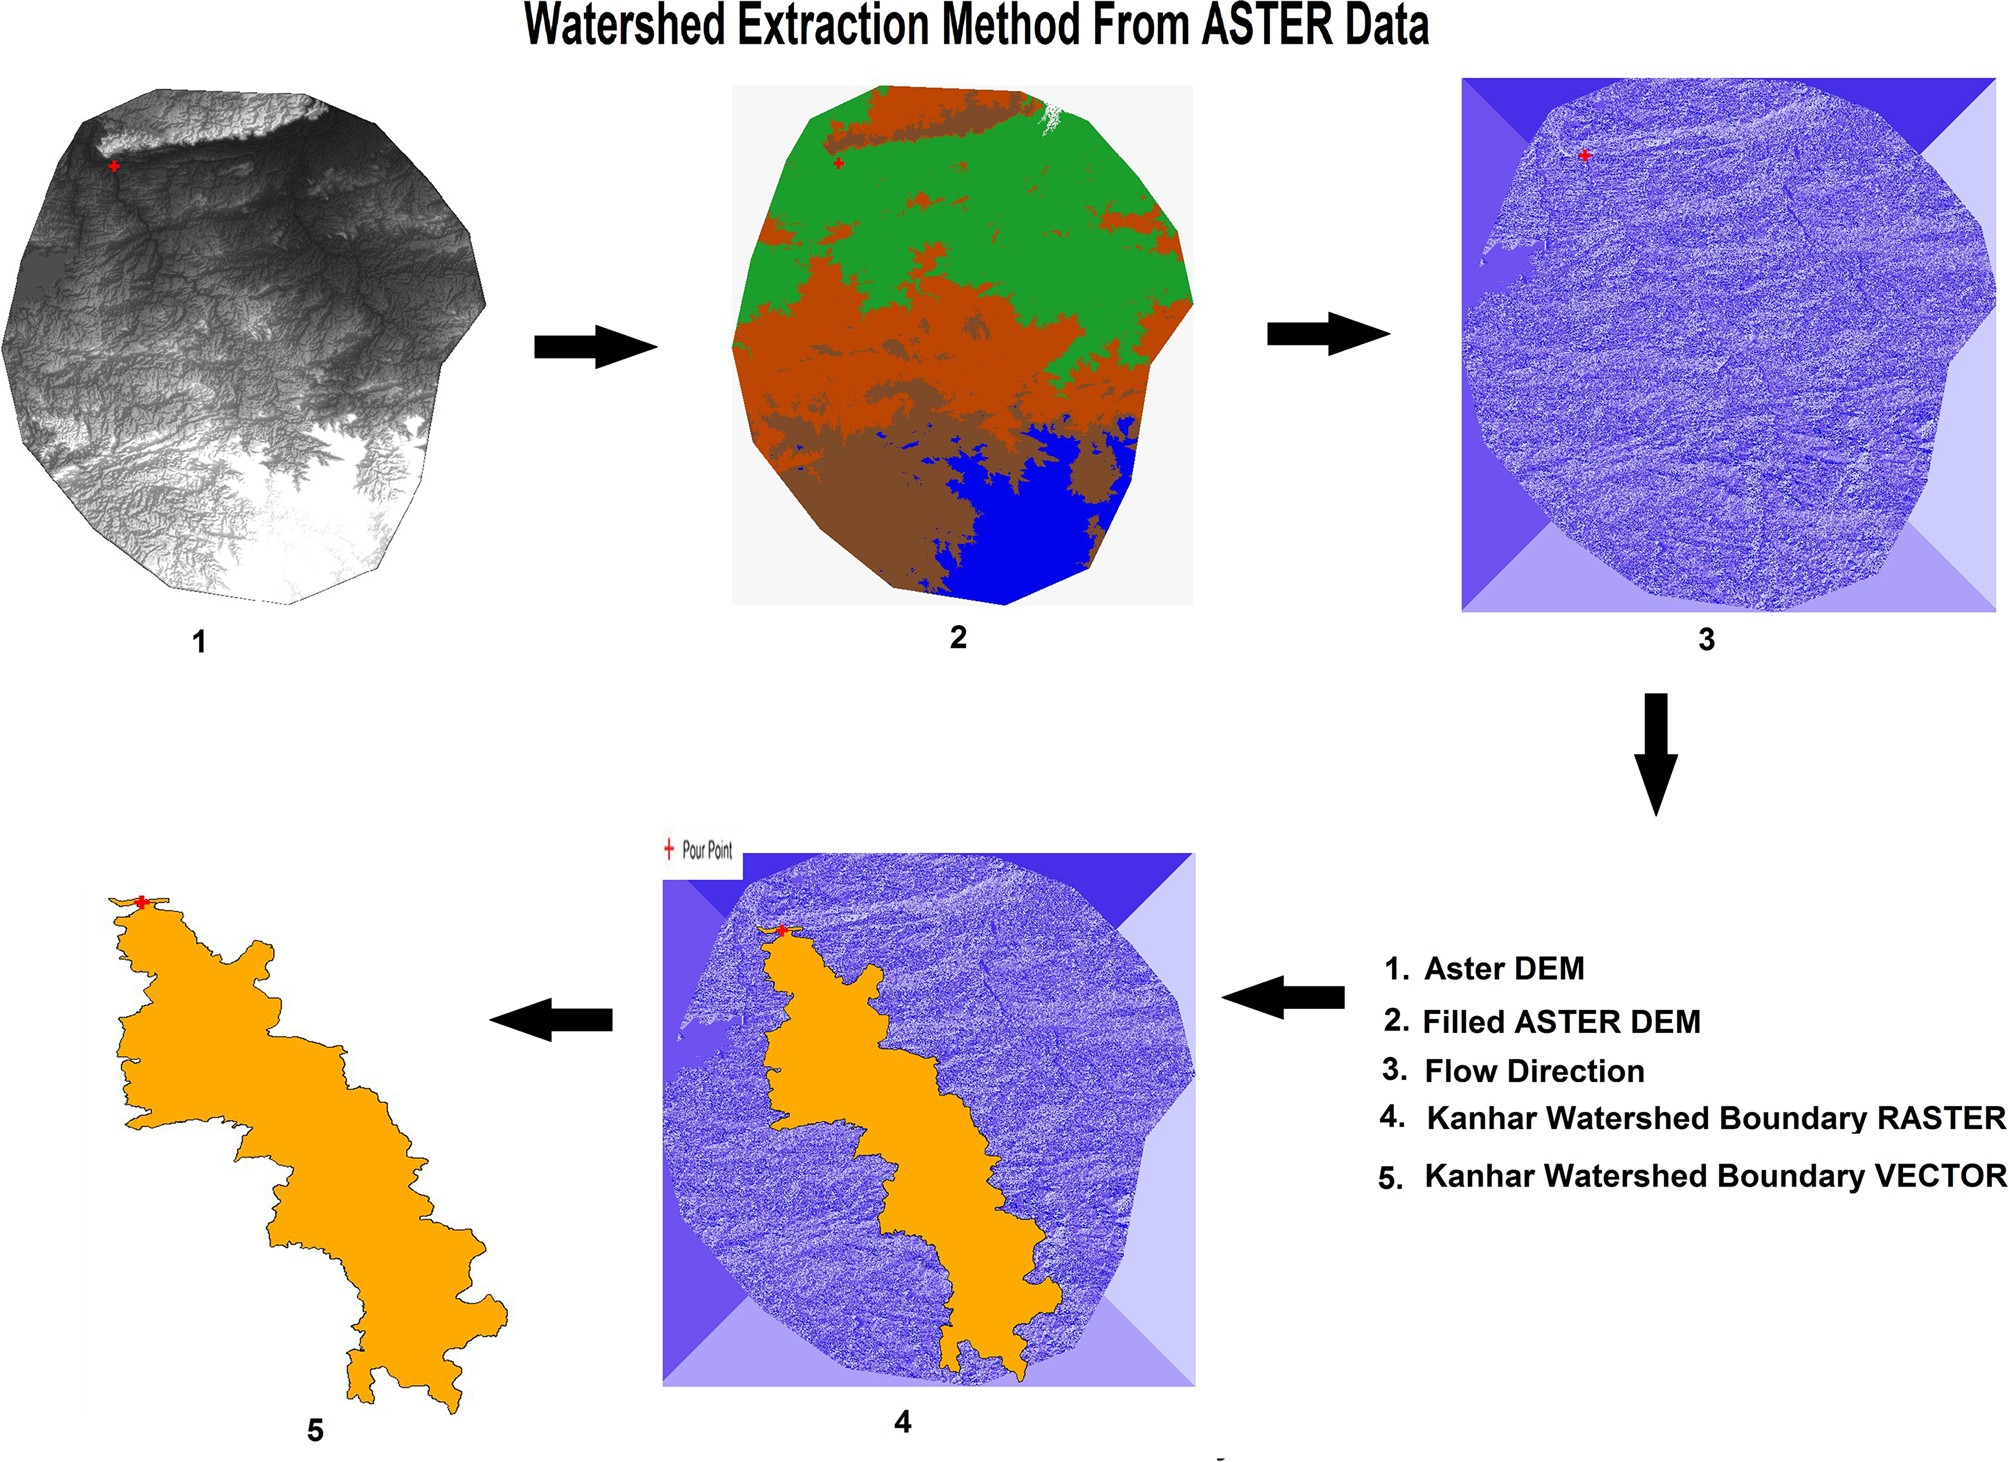 Watershed Extraction Method From ASTER Data
1
2
3
+ Pour Point
1. Aster DEM
2. Filled ASTER DEM
3. Flow Direction
4. Kanhar Watershed Boundary RASTER
5. Kanhar Watershed Boundary VECTOR
5
4